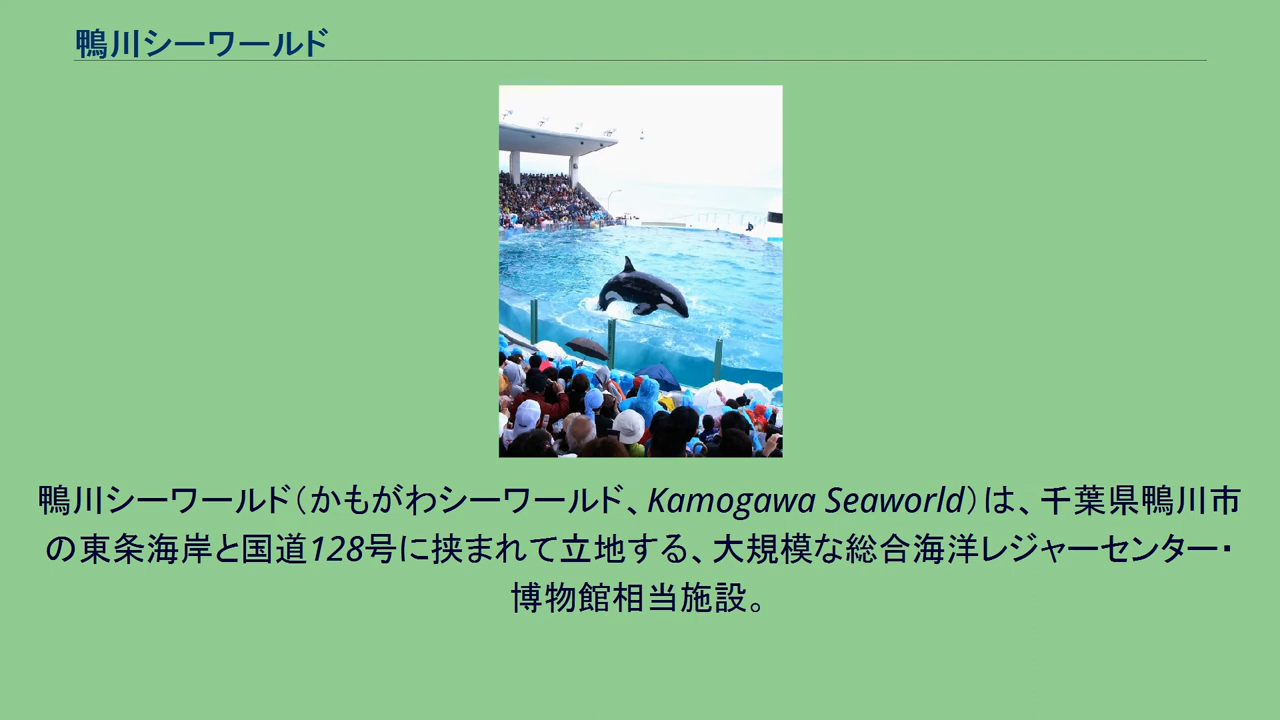 鴨川シーワールド
鴨川シーワールド（かもがわシーワールド、Kamogawa Seaworld）は、千葉県鴨川市
の東条海岸と国道128号に挟まれて立地する、大規模な総合海洋レジャーセンター・
博物館相当施設。